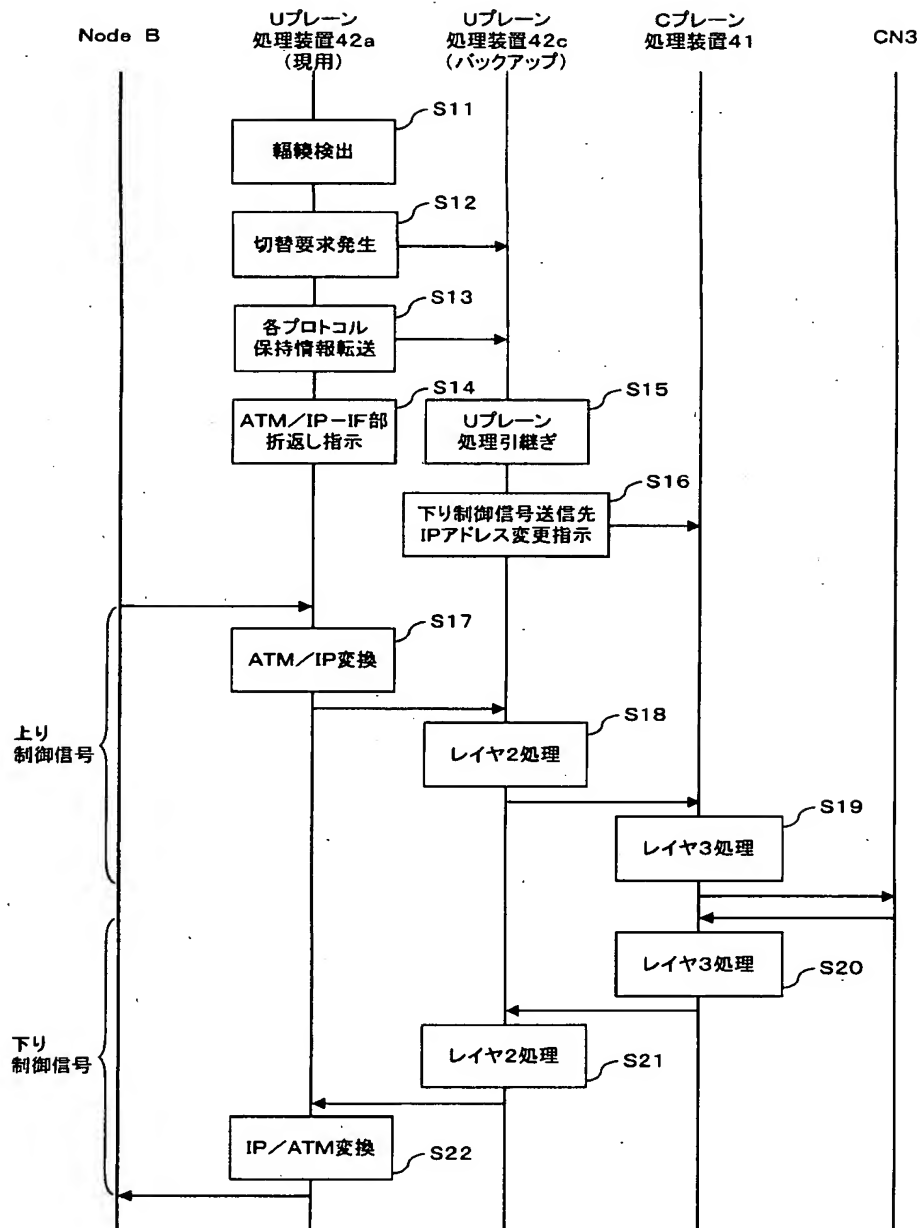 Node B
Uプレーン
処理装置42a
(現用)
Uプレーン
処理装置42c
(バックアップ)
Cプレーン
処理装置41
CN3
S11
輻輳検出
S12
切替要求発生
S13
各プロトコル
保持情報転送
S14
ATM/IP-IF部
折返し指示
S15
Uプレーン
処理引継ぎ
S16
下り制御信号送信先
IPアドレス変更指示
S17
ATM/IP変換
上り
制御信号
S18
レイヤ2処理
S19
レイヤ3処理
レイヤ3処理
S20
下り
制御信号
レイヤ2処理
S21
IP/ATM変換
S22